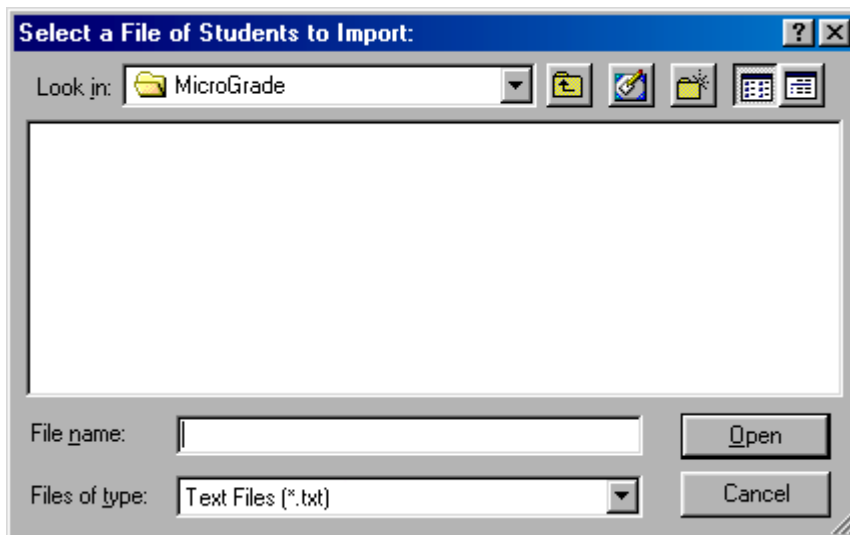 Select a File of Students to Import:
Look in: MicroGrade
File name: Open
Files of type: Text Files (*.txt) Cancel